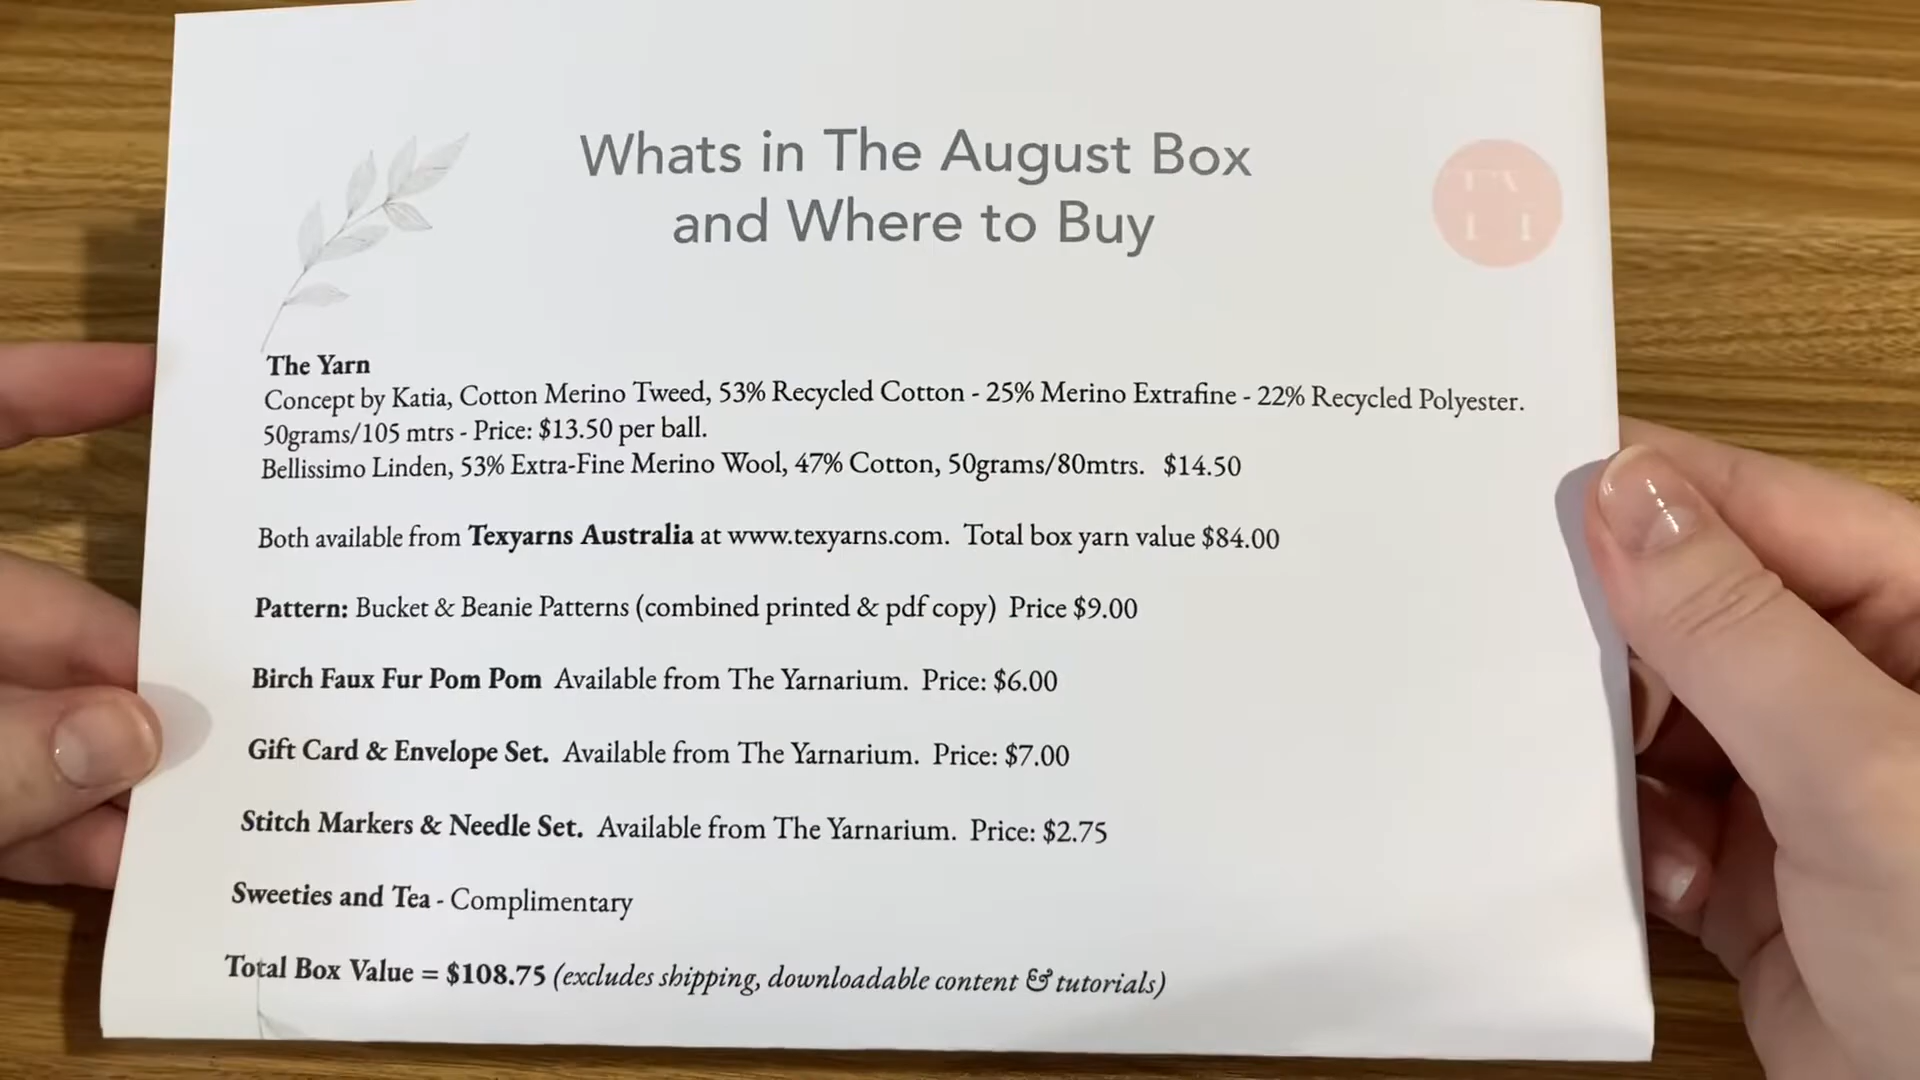 Whats in The August Box
and Where to Buy
The Yarn
Concept by Katia, Cotton Merino Tweed, 53% Recycled Cotton - 25% Merino Extrafine - 22% Recycled Polyester.
50grams/105 mtrs - Price: $13.50 per ball.
Bellissimo Linden, 53% Extra-Fine Merino Wool, 47% Cotton, 50grams/80mtrs. $14.50
Both available from Texyarns Australia at www.texyarns.com. Total box yarn value $84.00
Pattern: Bucket & Beanie Patterns (combined printed & pdf copy) Price $9.00
Birch Faux Fur Pom Pom Available from The Yarnarium. Price: $6.00
Gift Card & Envelope Set. Available from The Yarnarium. Price: $7.00
Stitch Markers & Needle Set. Available from The Yarnarium. Price: $2.75
Sweeties and Tea - Complimentary
Total Box Value = $108.75 (excludes shipping, downloadable content & tutorials)